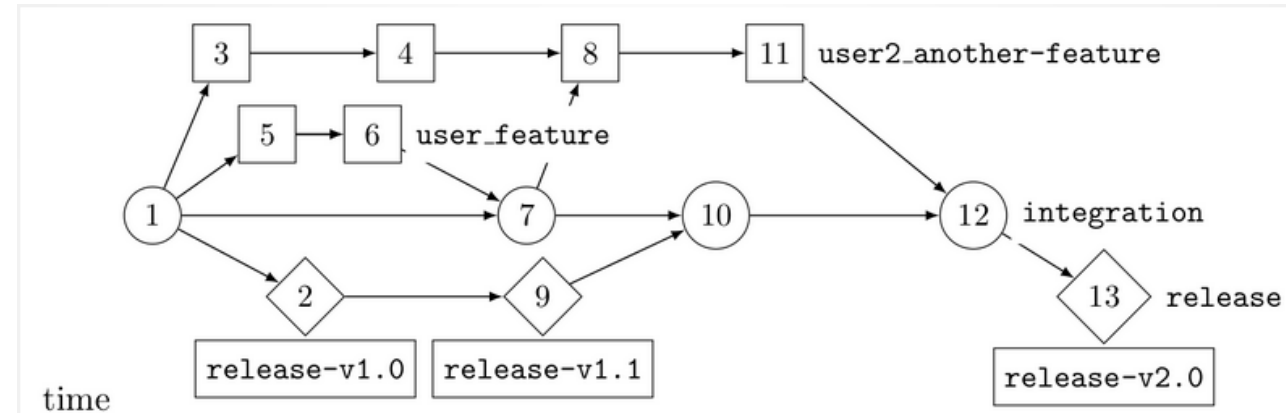 3 4 8 11 user2_another-feature
5 6 user_feature
1 7 10 12 integration
2 9 13 release
release-v1.0 release-v1.1 release-v2.0
time